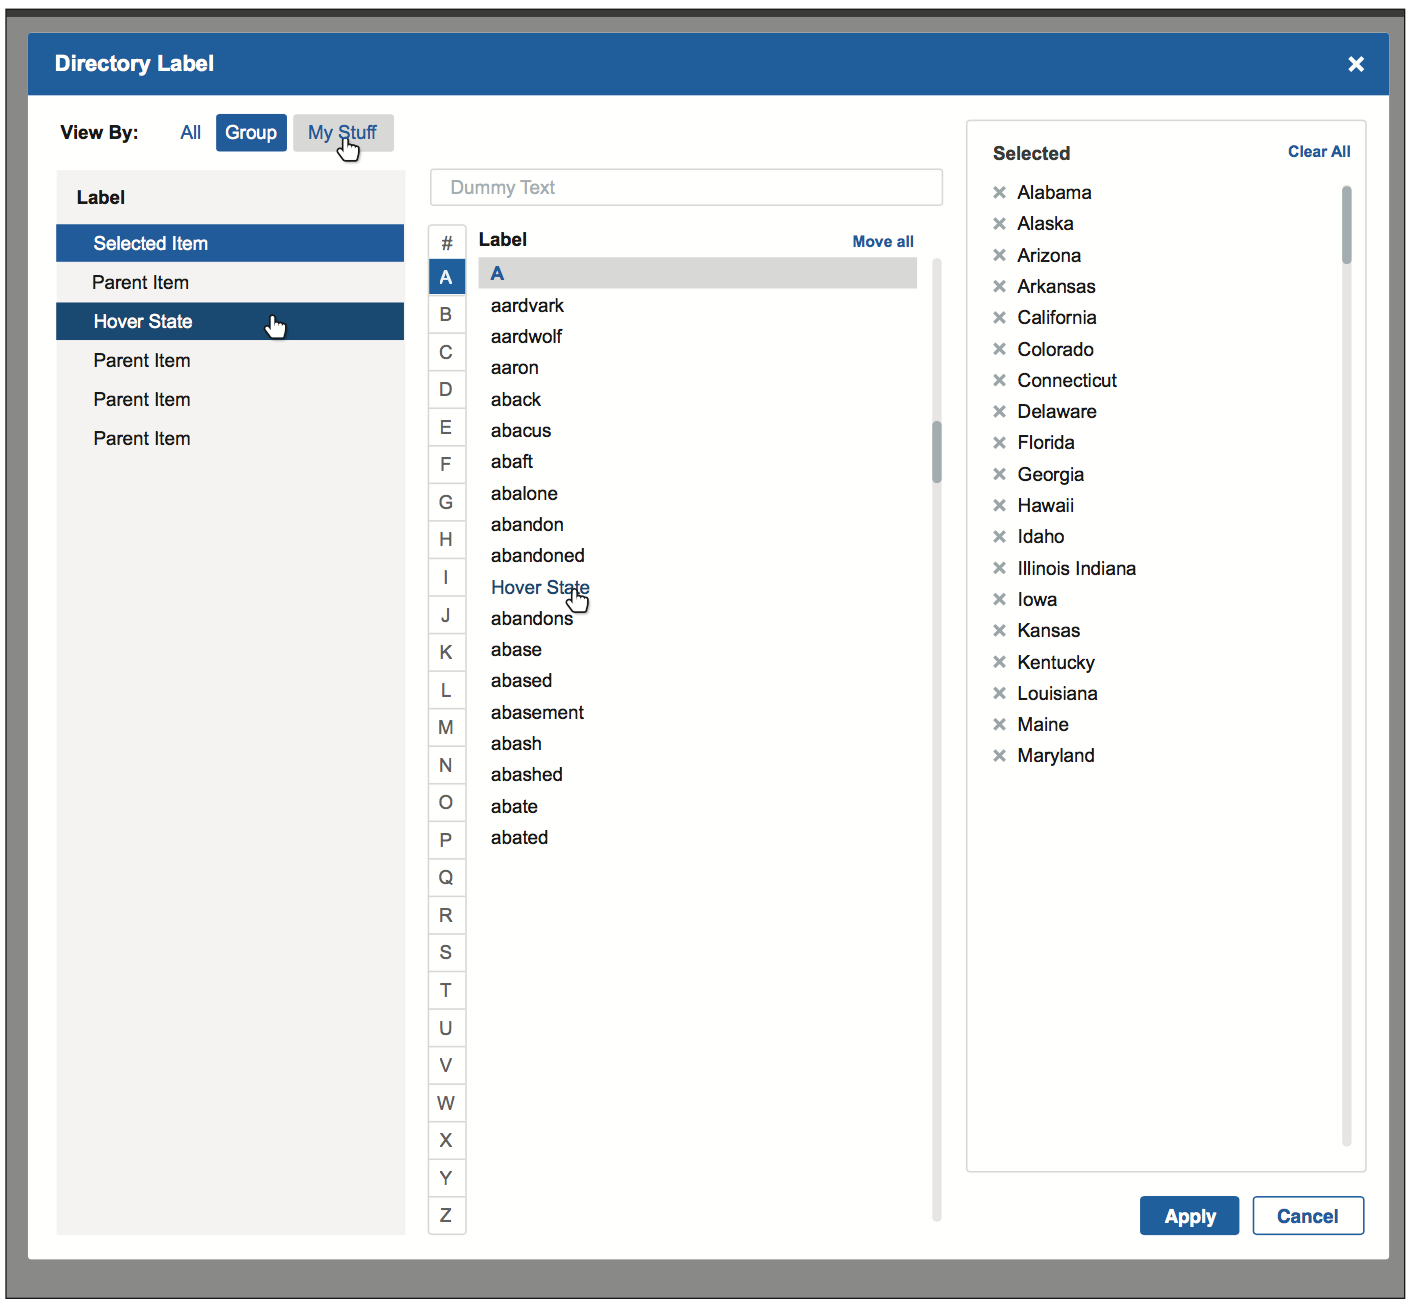 Directory Label
View By: All Group My Stuff
Label
Selected Item
Parent Item
Hover State
Parent Item
Parent Item
Parent Item
Dummy Text
#
A
B
C
D
E
F
G
H
I
J
K
L
M
N
O
P
Q
R
S
T
U
V
W
X
Y
Z
Label Move all
A
aardvark
aardwolf
aaron
aback
abacus
abaft
abalone
abandon
abandoned
Hover State
abandons
abase
abased
abasement
abash
abashed
abate
abated
Selected Clear All
Alabama
Alaska
Arizona
Arkansas
California
Colorado
Connecticut
Delaware
Florida
Georgia
Hawaii
Idaho
Illinois Indiana
Iowa
Kansas
Kentucky
Louisiana
Maine
Maryland
Apply Cancel